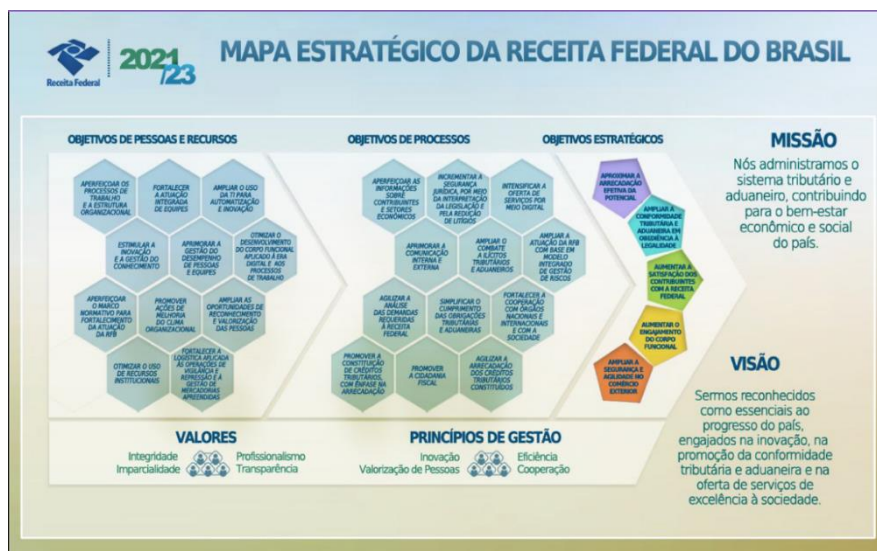 Receita Federal
2021
/23
MAPA ESTRATÉGICO DA RECEITA FEDERAL DO BRASIL
OBJETIVOS DE PESSOAS E RECURSOS
APERFEIÇOAR OS
PROCESSOS DE
TRABALHO
E A ESTRUTURA
ORGANIZACIONAL
FORTALECER
A ATUAÇÃO
INTEGRADA
DE EQUIPES
AMPLIAR O USO
DA TI PARA
AUTOMATIZAÇÃO
E INOVAÇÃO
ESTIMULAR A
INOVAÇÃO
E A GESTÃO DO
CONHECIMENTO
APRIMORAR A
GESTÃO DO
DESEMPENHO
DE PESSOAS
E EQUIPES
OTIMIZAR O
DESENVOLVIMENTO
DO CORPO FUNCIONAL
APLICADO À ERA
DIGITAL E AOS
PROCESSOS
DE TRABALHO
APERFEIÇOAR
O MARCO
NORMATIVO PARA
FORTALECIMENTO
DA ATUAÇÃO
DA RFB
PROMOVER
AÇÕES DE
MELHORIA
DO CLIMA
ORGANIZACIONAL
AMPLIAR AS
OPORTUNIDADES DE
RECONHECIMENTO
E VALORIZAÇÃO
DAS PESSOAS
OTIMIZAR O USO
DE RECURSOS
INSTITUCIONAIS
FORTALECER A
LOGÍSTICA APLICADA
ÀS OPERAÇÕES DE
VIGILÂNCIA E
REPRESSÃO E À
GESTÃO DE
MERCADORIAS
APREENDIDAS
OBJETIVOS DE PROCESSOS
APERFEIÇOAR AS
INFORMAÇÕES
SOBRE
CONTRIBUINTES
E SETORES
ECONÔMICOS
INCREMENTAR A
SEGURANÇA
JURÍDICA, POR MEIO
DA INTERPRETAÇÃO
DA LEGISLAÇÃO E
PELA REDUÇÃO
DE LITÍGIOS
INTENSIFICAR A
OFERTA DE
SERVIÇOS POR
MEIO DIGITAL
APRIMORAR A
COMUNICAÇÃO
INTERNA E
EXTERNA
AMPLIAR O
COMBATE
A ILÍCITOS
TRIBUTÁRIOS
E ADUANEIROS
AMPLIAR A
ATUAÇÃO DA RFB
COM BASE EM
MODELO
INTEGRADO
DE GESTÃO
DE RISCOS
AGILIZAR A
ANÁLISE
DAS DEMANDAS
REQUERIDAS
À RECEITA
FEDERAL
SIMPLIFICAR O
CUMPRIMENTO
DAS OBRIGAÇÕES
TRIBUTÁRIAS
E ADUANEIRAS
FORTALECER A
COOPERAÇÃO
COM ÓRGÃOS
NACIONAIS E
INTERNACIONAIS
E COM A
SOCIEDADE
PROMOVER A
CONSTITUIÇÃO
DE CRÉDITOS
TRIBUTÁRIOS,
COM ÊNFASE NA
ARRECADAÇÃO
PROMOVER
A CIDADANIA
FISCAL
AGILIZAR A
ARRECADAÇÃO
DOS CRÉDITOS
TRIBUTÁRIOS
CONSTITUÍDOS
OBJETIVOS ESTRATÉGICOS
APROXIMAR A
ARRECADAÇÃO
EFETIVA DA
POTENCIAL
AMPLIAR A
CONFORMIDADE
TRIBUTÁRIA E
ADUANEIRA EM
OBEDIÊNCIA À
LEGALIDADE
AUMENTAR A
SATISFAÇÃO DOS
CONTRIBUINTES
COM A RECEITA
FEDERAL
AUMENTAR O
ENGAJAMENTO
DO CORPO
FUNCIONAL
AMPLIAR A
SEGURANÇA E
AGILIDADE NO
COMÉRCIO
EXTERIOR
MISSÃO
Nós administramos o
sistema tributário e
aduaneiro, contribuindo
para o bem-estar
econômico e social
do país.
VISÃO
Sermos reconhecidos
como essenciais ao
progresso do país,
engajados na inovação, na
promoção da conformidade
tributária e aduaneira e na
oferta de serviços de
excelência à sociedade.
VALORES
Integridade
Imparcialidade
Profissionalismo
Transparência
PRINCÍPIOS DE GESTÃO
Inovação
Valorização de Pessoas
Eficiência
Cooperação